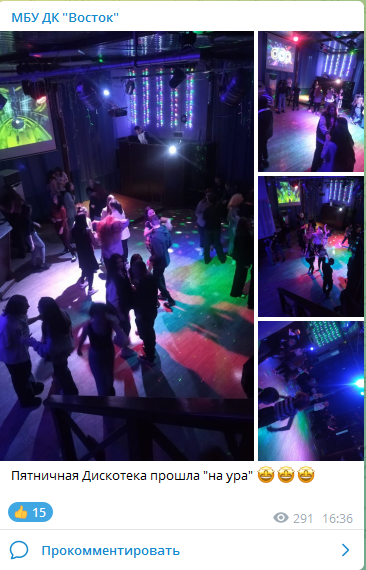 МБУ ДК "Восток"
Пятничная Дискотека прошла "на ура" 🤩🤩🤩
👍 15
291 16:36
Прокомментировать